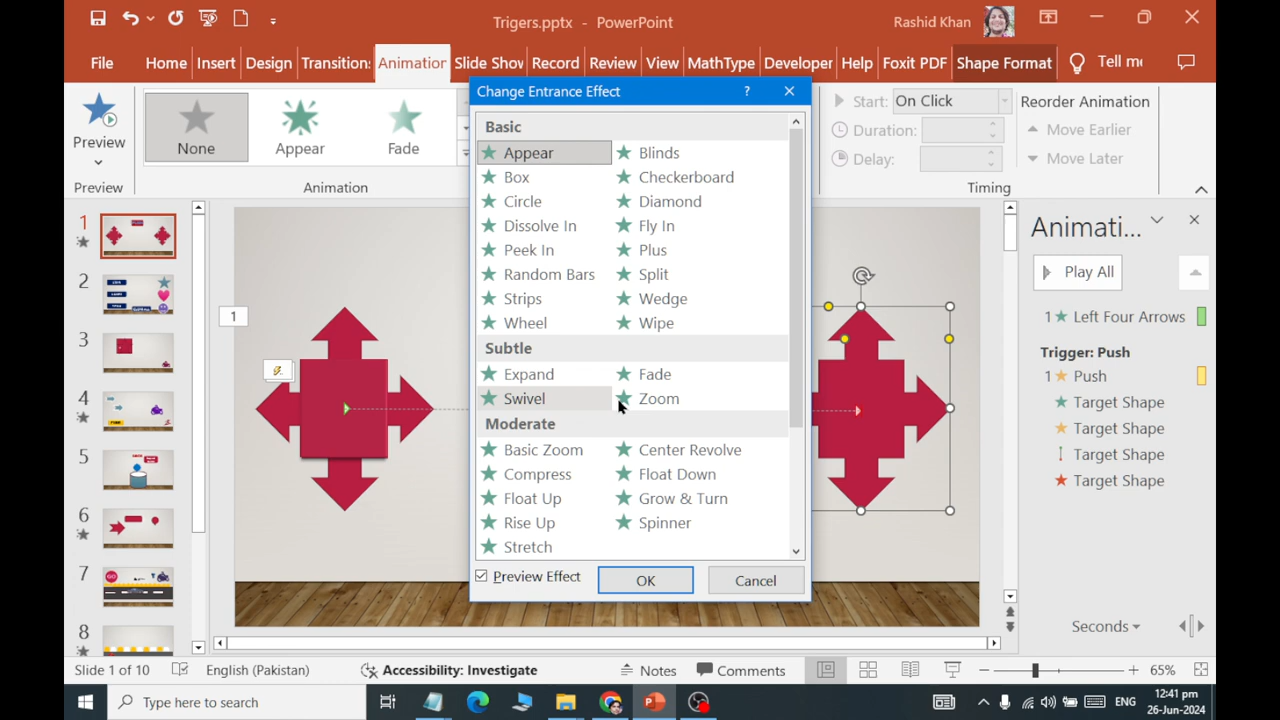 Trigers.pptx - PowerPoint
Rashid Khan
File Home Insert Design Transition: Animation Slide Shov Record Review View MathType Developer Help Foxit PDF Shape Format Tell me
Preview
Preview
None
Appear
Fade
Animation
Start: On Click
Duration:
Delay:
Reorder Animation
Move Earlier
Move Later
Timing
Change Entrance Effect
Basic
Appear Blinds
Box Checkerboard
Circle Diamond
Dissolve In Fly In
Peek In Plus
Random Bars Split
Strips Wedge
Wheel Wipe
Subtle
Expand Fade
Swivel Zoom
Moderate
Basic Zoom Center Revolve
Compress Float Down
Float Up Grow & Turn
Rise Up Spinner
Stretch
Preview Effect OK Cancel
1
2
3
4
5
6
7
8
1
Animati...
Play All
1 Left Four Arrows
Trigger: Push
1 Push
Target Shape
Target Shape
Target Shape
Target Shape
Seconds
Slide 1 of 10 English (Pakistan) Accessibility: Investigate Notes Comments 65%
Type here to search
ENG
12:41 pm
26-Jun-2024